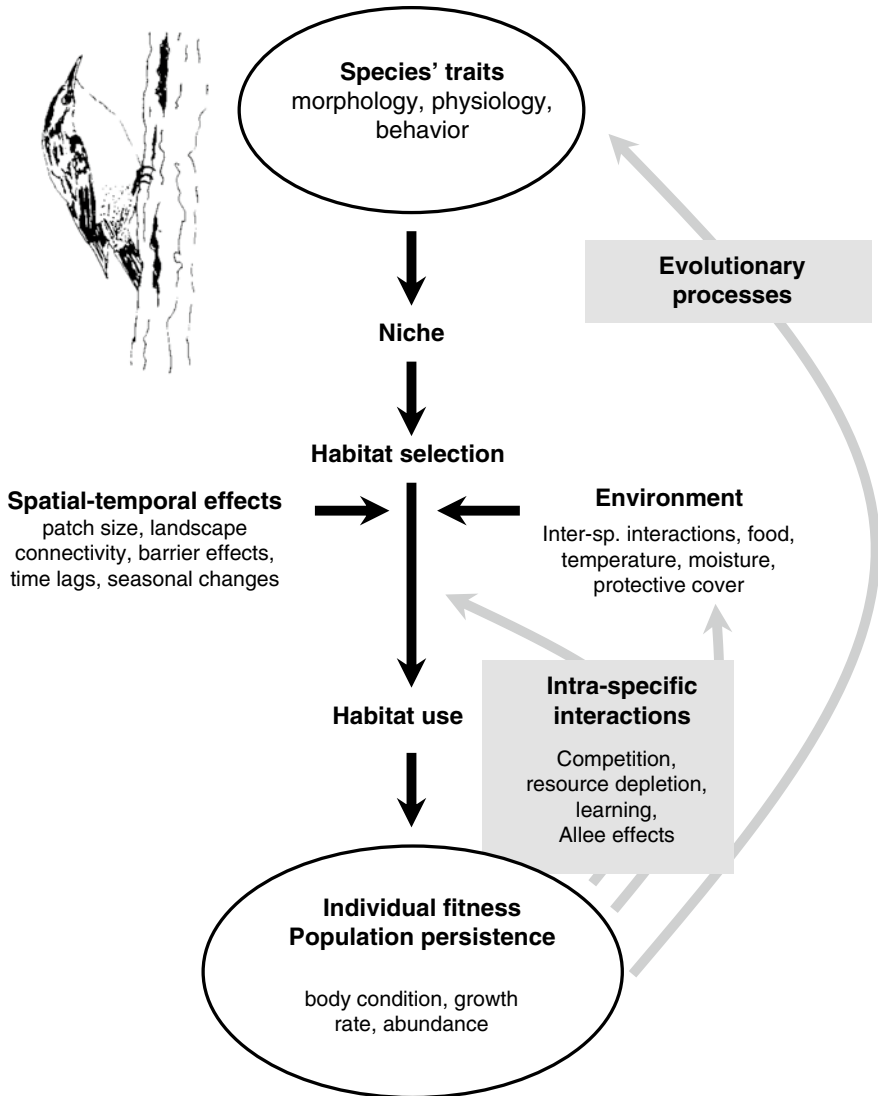 Species’ traits
morphology, physiology,
behavior
Evolutionary
processes
Niche
Habitat selection
Spatial-temporal effects
patch size, landscape
connectivity, barrier effects,
time lags, seasonal changes
Environment
Inter-sp. interactions, food,
temperature, moisture,
protective cover
Intra-specific
interactions
Competition,
resource depletion,
learning,
Allee effects
Habitat use
Individual fitness
Population persistence
body condition, growth
rate, abundance